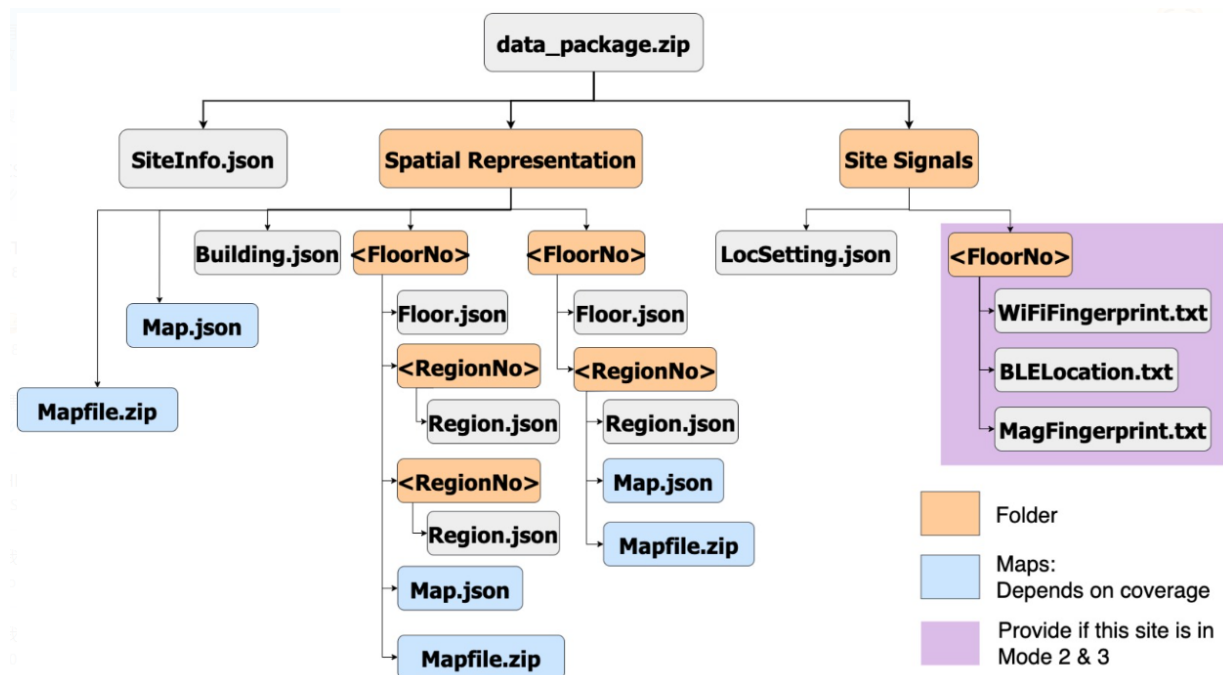 data_package.zip
SiteInfo.json
Spatial Representation
Site Signals
Building.json
<FloorNo>
<FloorNo>
LocSetting.json
<FloorNo>
Map.json
Mapfile.zip
Floor.json
<RegionNo>
Region.json
<RegionNo>
Region.json
Map.json
Mapfile.zip
Floor.json
<RegionNo>
Region.json
Map.json
Mapfile.zip
WiFiFingerprint.txt
BLELocation.txt
MagFingerprint.txt
Folder
Maps:
Depends on coverage
Provide if this site is in
Mode 2 & 3